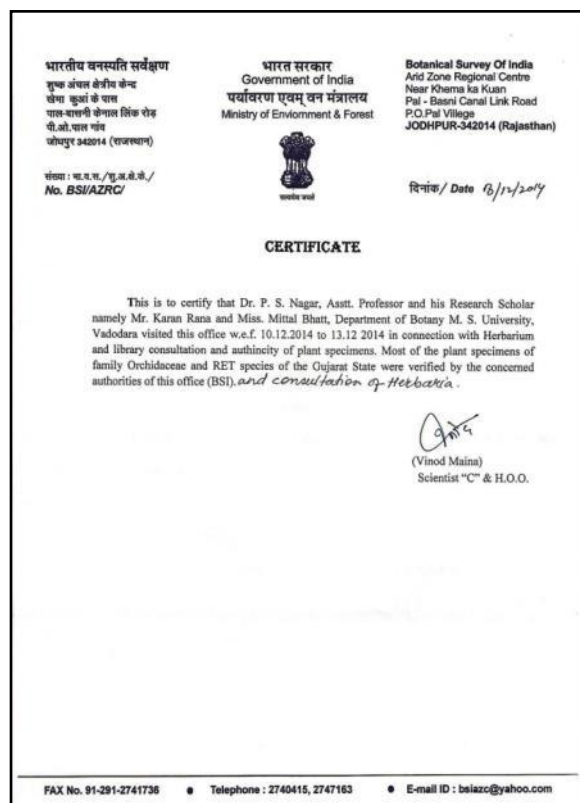 भारतीय वनस्पति सर्वेक्षण
शुष्क अंचल क्षेत्रीय केन्द
खेमा कुआं के पास
पाल-बासनी केनाल लिंक रोड़
पी.ओ.पाल गांव
जोधपुर 342014 (राजस्थान)
संख्या : भा.व.स./शु.अ.क्षे.के./
No. BSI/AZRC/
भारत सरकार
Government of India
पर्यावरण एवम् वन मंत्रालय
Ministry of Enviornment & Forest
सत्यमेव जयते
Botanical Survey Of India
Arid Zone Regional Centre
Near Khema ka Kuan
Pal - Basni Canal Link Road
P.O.Pal Villege
JODHPUR-342014 (Rajasthan)
दिनांक/ Date 13/12/2014
CERTIFICATE
This is to certify that Dr. P. S. Nagar, Asstt. Professor and his Research Scholar
namely Mr. Karan Rana and Miss. Mittal Bhatt, Department of Botany M. S. University,
Vadodara visited this office w.e.f. 10.12.2014 to 13.12 2014 in connection with Herbarium
and library consultation and authincity of plant specimens. Most of the plant specimens of
family Orchidaceae and RET species of the Gujarat State were verified by the concerned
authorities of this office (BSI). and consultation of Herbaria.
(Vinod Maina)
Scientist "C" & H.O.O.
FAX No. 91-291-2741736 ● Telephone : 2740415, 2747163 ● E-mail ID : bsiazc@yahoo.com